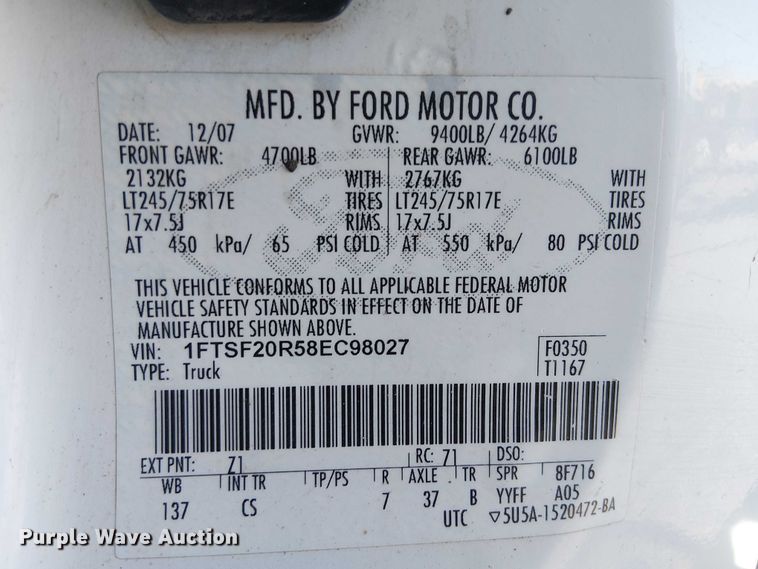 MFD. BY FORD MOTOR CO.
DATE: 12/07 GVWR: 9400LB/ 4264KG
FRONT GAWR: 4700LB REAR GAWR: 6100LB
2132KG WITH 2767KG WITH
LT245/75R17E TIRES LT245/75R17E TIRES
17x7.5J RIMS 17x7.5J RIMS
AT 450 kPa/ 65 PSI COLD AT 550 kPa/ 80 PSI COLD
THIS VEHICLE CONFORMS TO ALL APPLICABLE FEDERAL MOTOR
VEHICLE SAFETY STANDARDS IN EFFECT ON THE DATE OF
MANUFACTURE SHOWN ABOVE.
VIN: 1FTSF20R58EC98027 F0350
TYPE: Truck T1167
EXT PNT: Z1 RC: 71 DSO:
WB INT TR TP/PS R AXLE TR SPR 8F716
137 CS 7 37 B YYFF A05
UTC ▽5U5A-1520472-BA
Ford
Purple Wave Auction